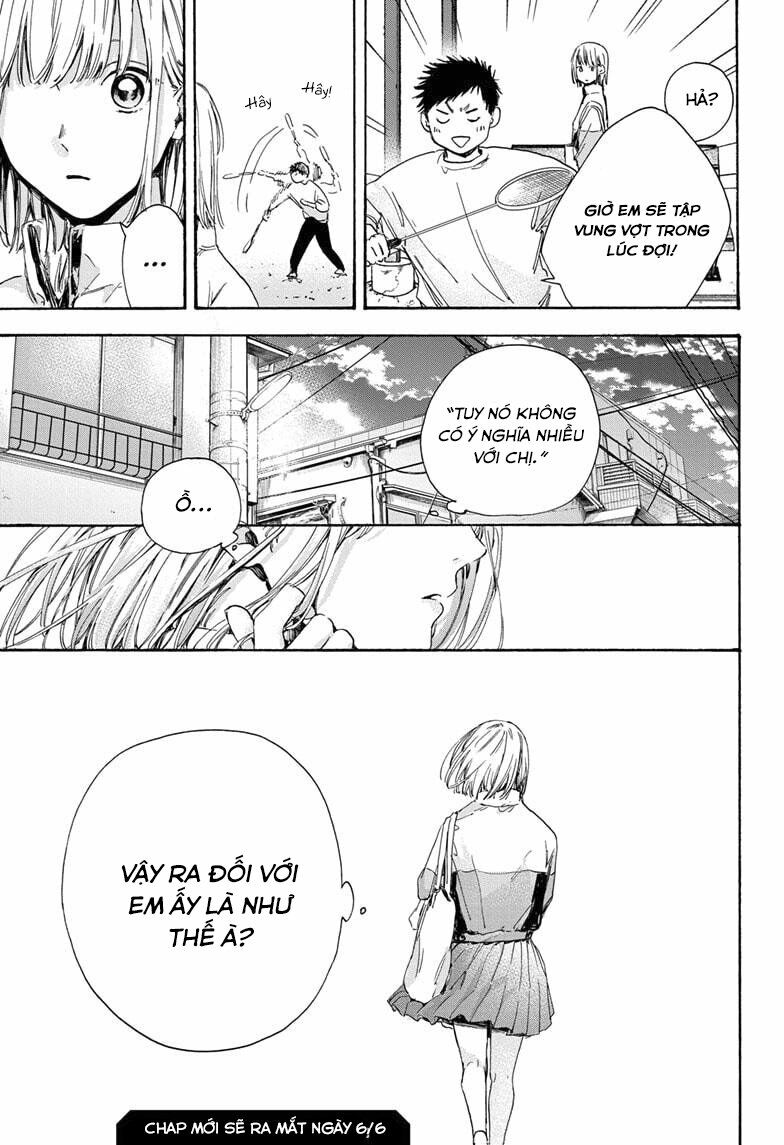 HẢ?
GIỜ EM SẼ TẬP
VUNG VỢT TRONG
LÚC ĐỢI!
Hây
Hây!
...
"TUY NÓ KHÔNG
CÓ Ý NGHĨA NHIỀU
VỚI CHỊ."
Ồ...
VẬY RA ĐỐI VỚI
EM ẤY LÀ NHƯ
THẾ À?
CHAP MỚI SẼ RA MẮT NGÀY 6/6